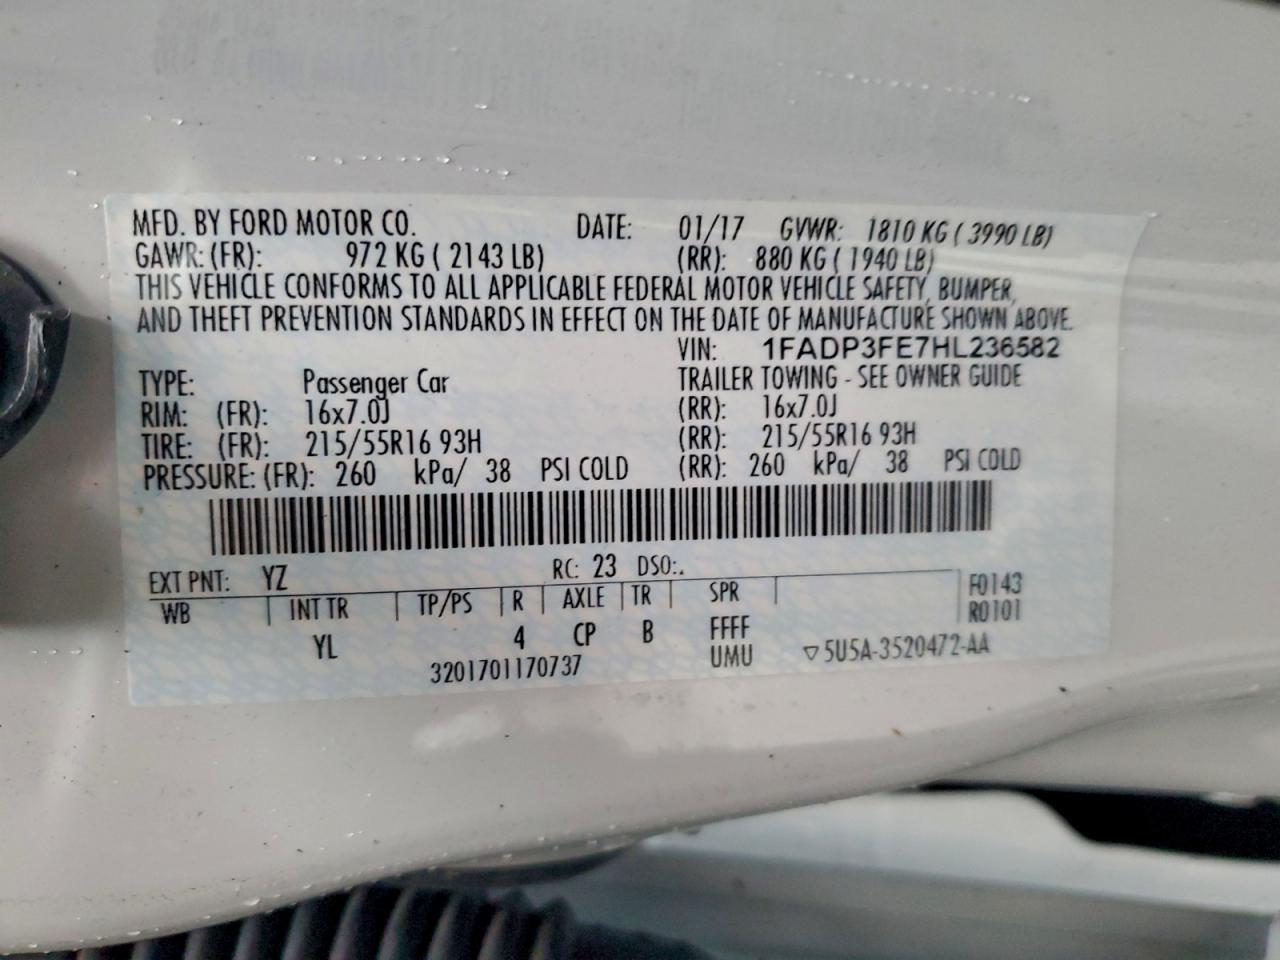 MFD. BY FORD MOTOR CO. DATE: 01/17 GVWR: 1810 KG ( 3990 LB)
GAWR: (FR): 972 KG ( 2143 LB) (RR): 880 KG ( 1940 LB)
THIS VEHICLE CONFORMS TO ALL APPLICABLE FEDERAL MOTOR VEHICLE SAFETY, BUMPER,
AND THEFT PREVENTION STANDARDS IN EFFECT ON THE DATE OF MANUFACTURE SHOWN ABOVE.
VIN: 1FADP3FE7HL236582
TYPE: Passenger Car TRAILER TOWING - SEE OWNER GUIDE
RIM: (FR): 16x7.0J (RR): 16x7.0J
TIRE: (FR): 215/55R16 93H (RR): 215/55R16 93H
PRESSURE: (FR): 260 kPa/ 38 PSI COLD (RR): 260 kPa/ 38 PSI COLD
EXT PNT: YZ RC: 23 DSO:.
WB INT TR TP/PS R AXLE TR SPR F0143
R0101
YL 4 CP B FFFF
3201701170737 UMU ▽5U5A-3520472-AA